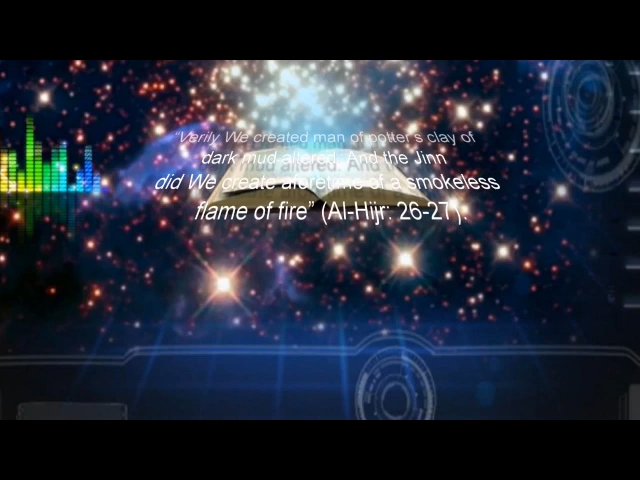 “Verily We created man of potter's clay of
dark mud altered. And the Jinn
did We create aforetime of a smokeless
flame of fire” (Al-Hijr: 26-27).